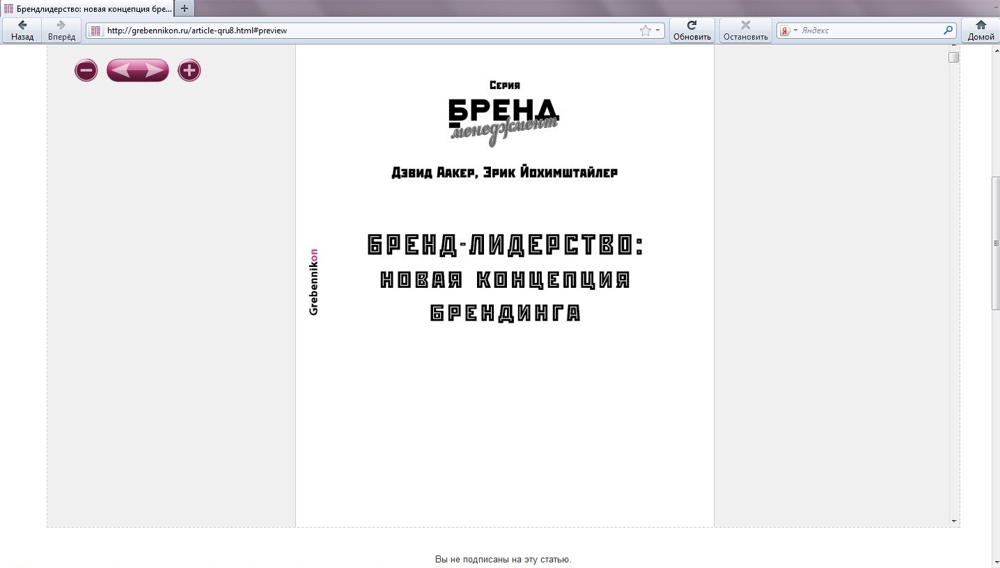 Брендлидерство: новая концепция бре...
Назад
Вперёд
http://grebennikon.ru/article-qru8.html#preview
Обновить
Остановить
Я
Яндекс
Домой
Серия
БРЕНД
менеджмент
Дэвид Аакер, Эрик Йохимштайлер
БРЕНД-ЛИДЕРСТВО:
НОВАЯ КОНЦЕПЦИЯ
БРЕНДИНГА
Grebennikon
Вы не подписаны на эту статью.